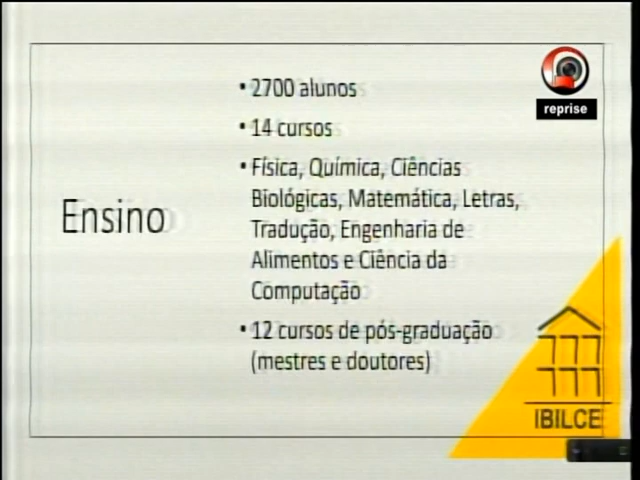 Ensino
• 2700 alunos
• 14 cursos
• Física, Química, Ciências
Biológicas, Matemática, Letras,
Tradução, Engenharia de
Alimentos e Ciência da
Computação
• 12 cursos de pós-graduação
(mestres e doutores)
reprise
IBILCE